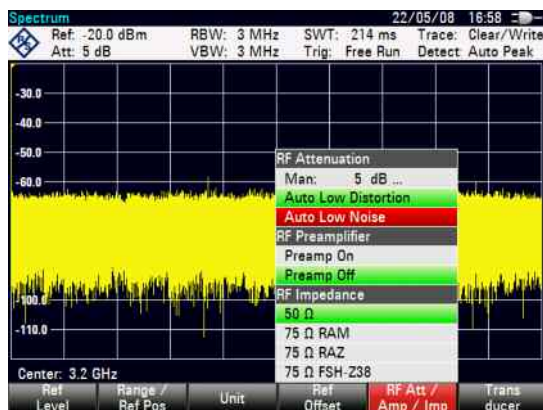 Spectrum 22/05/08 16:58
Ref: -20.0 dBm RBW: 3 MHz SWT: 214 ms Trace: Clear/Write
Att: 5 dB VBW: 3 MHz Trig: Free Run Detect: Auto Peak
-30.0
-40.0
-50.0
-60.0
-100.0
-110.0
RF Attenuation
Man: 5 dB ...
Auto Low Distortion
Auto Low Noise
RF Preamplifier
Preamp On
Preamp Off
RF Impedance
50 Ω
75 Ω RAM
75 Ω RAZ
75 Ω FSH-Z38
Center: 3.2 GHz
Ref Level
Range / Ref Pos
Unit
Ref Offset
RF Att / Amp / Imp
Trans ducer